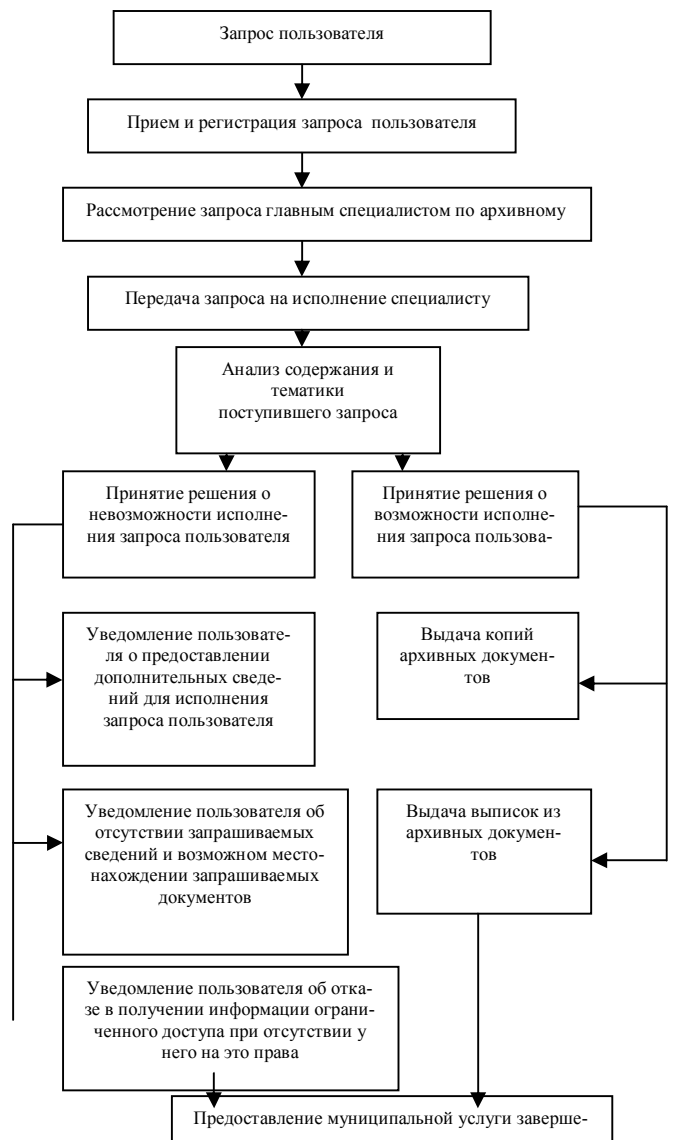 Запрос пользователя
Прием и регистрация запроса пользователя
Рассмотрение запроса главным специалистом по архивному
Передача запроса на исполнение специалисту
Анализ содержания и
тематики
поступившего запроса
Принятие решения о
невозможности исполне-
ния запроса пользователя
Принятие решения о
возможности исполне-
ния запроса пользова-
Уведомление пользовате-
ля о предоставлении
дополнительных сведе-
ний для исполнения
запроса пользователя
Выдача копий
архивных докумен-
тов
Уведомление пользователя об
отсутствии запрашиваемых
сведений и возможном место-
нахождении запрашиваемых
документов
Выдача выписок из
архивных докумен-
тов
Уведомление пользователя об отка-
зе в получении информации ограни-
ченного доступа при отсутствии у
него на это права
Предоставление муниципальной услуги заверше-